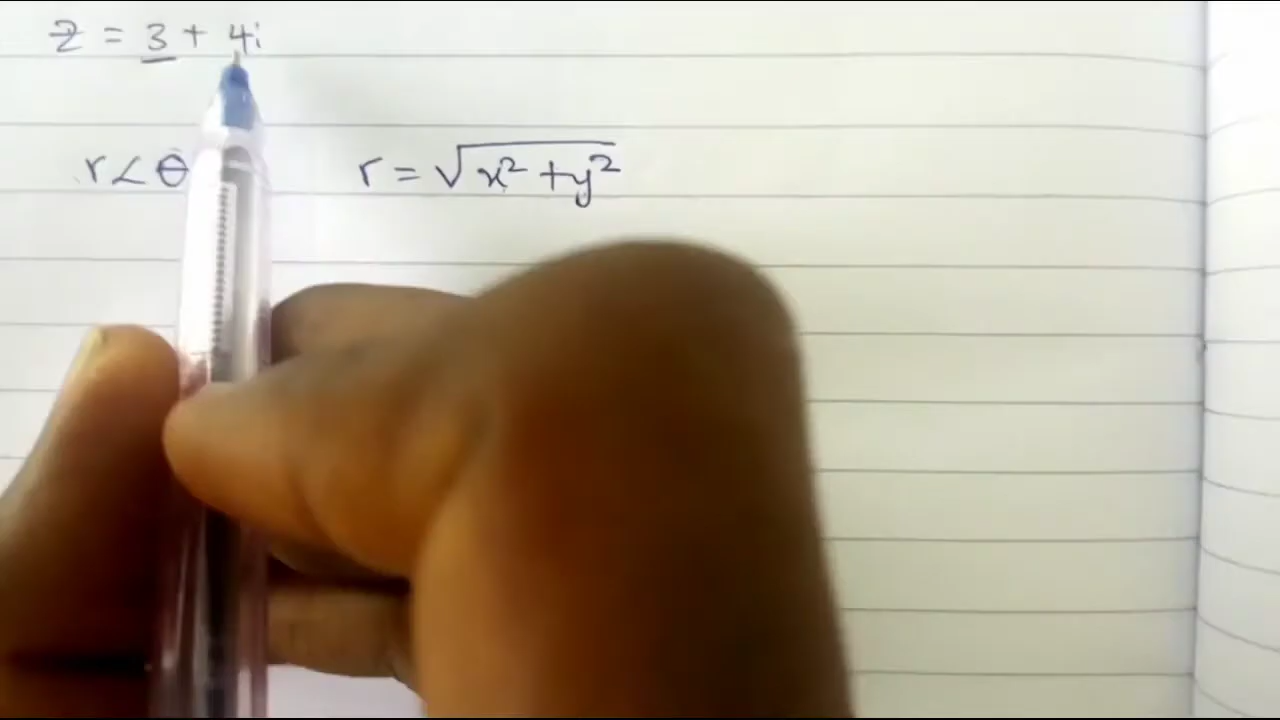 z = 3 + 4i
r∠θ r = √x² + y²